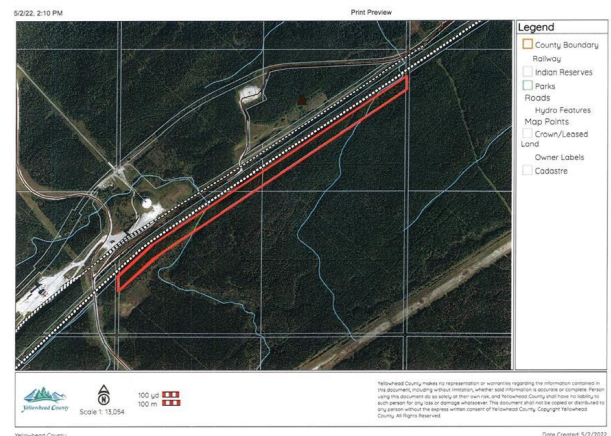 5/2/22, 2:10 PM
Print Preview
Legend
County Boundary
Railway
Indian Reserves
Parks
Roads
Hydro Features
Map Points
Crown/Leased
Land
Owner Labels
Cadastre
Yellowhead County
N
Scale 1: 13,054
100 yd
100 m
Yellowhead County makes no representation or warranties regarding the information contained in
this document, including without limitation, whether said information is accurate or complete. Person
using this document do so solely at their own risk, and Yellowhead County shall have no liability to
such person for any loss or damage whatsoever. This document shall not be copied or distributed to
any person without the express written consent of Yellowhead County. Copyright Yellowhead
County. All Rights Reserved.
Yellowhead County
Date Created: 5/2/2022